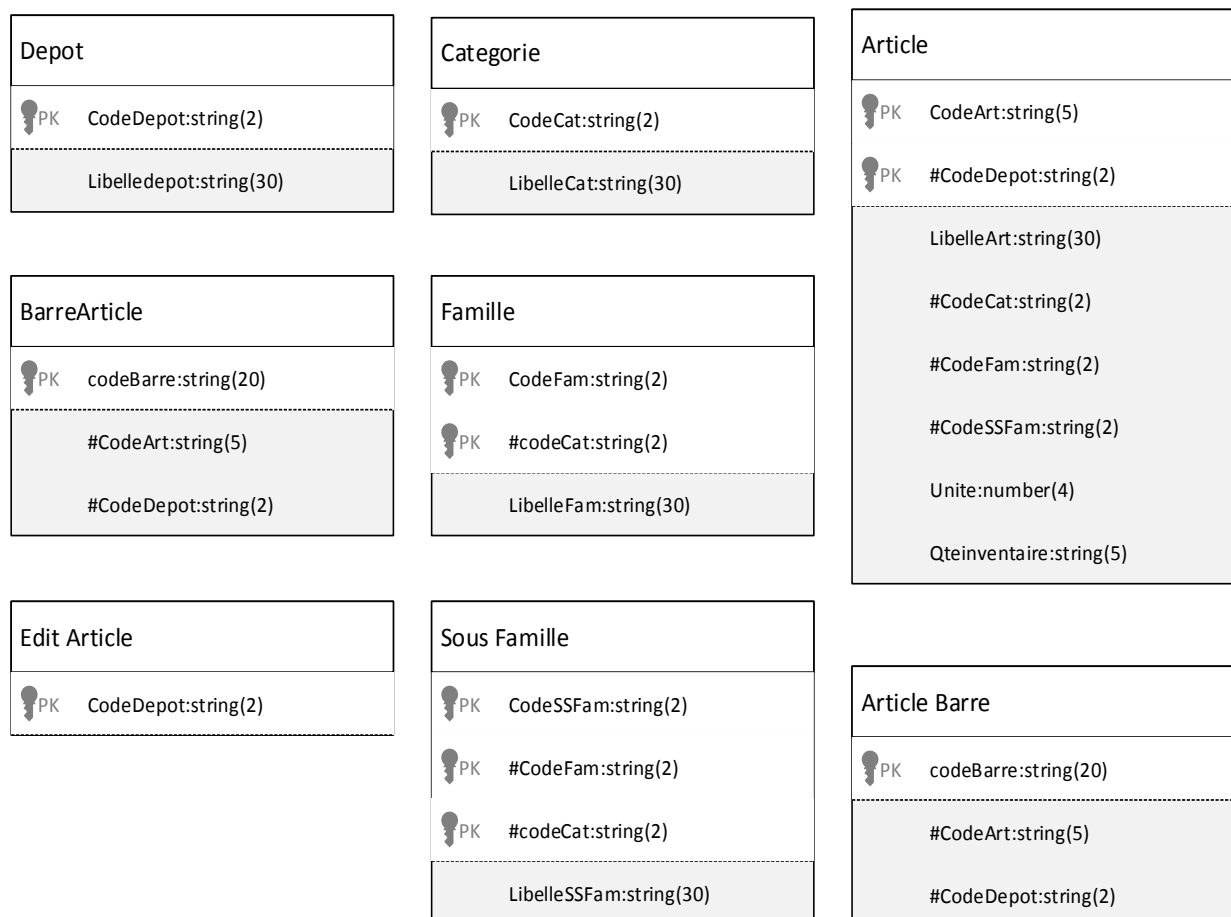 Depot
PK CodeDepot:string(2)
Libelledepot:string(30)
Categorie
PK CodeCat:string(2)
LibelleCat:string(30)
Article
PK CodeArt:string(5)
PK #CodeDepot:string(2)
LibelleArt:string(30)
#CodeCat:string(2)
#CodeFam:string(2)
#CodeSSFam:string(2)
Unite:number(4)
Qteinventaire:string(5)
BarreArticle
PK codeBarre:string(20)
#CodeArt:string(5)
#CodeDepot:string(2)
Famille
PK CodeFam:string(2)
PK #codeCat:string(2)
LibelleFam:string(30)
Edit Article
PK CodeDepot:string(2)
Sous Famille
PK CodeSSFam:string(2)
PK #CodeFam:string(2)
PK #codeCat:string(2)
LibelleSSFam:string(30)
Article Barre
PK codeBarre:string(20)
#CodeArt:string(5)
#CodeDepot:string(2)